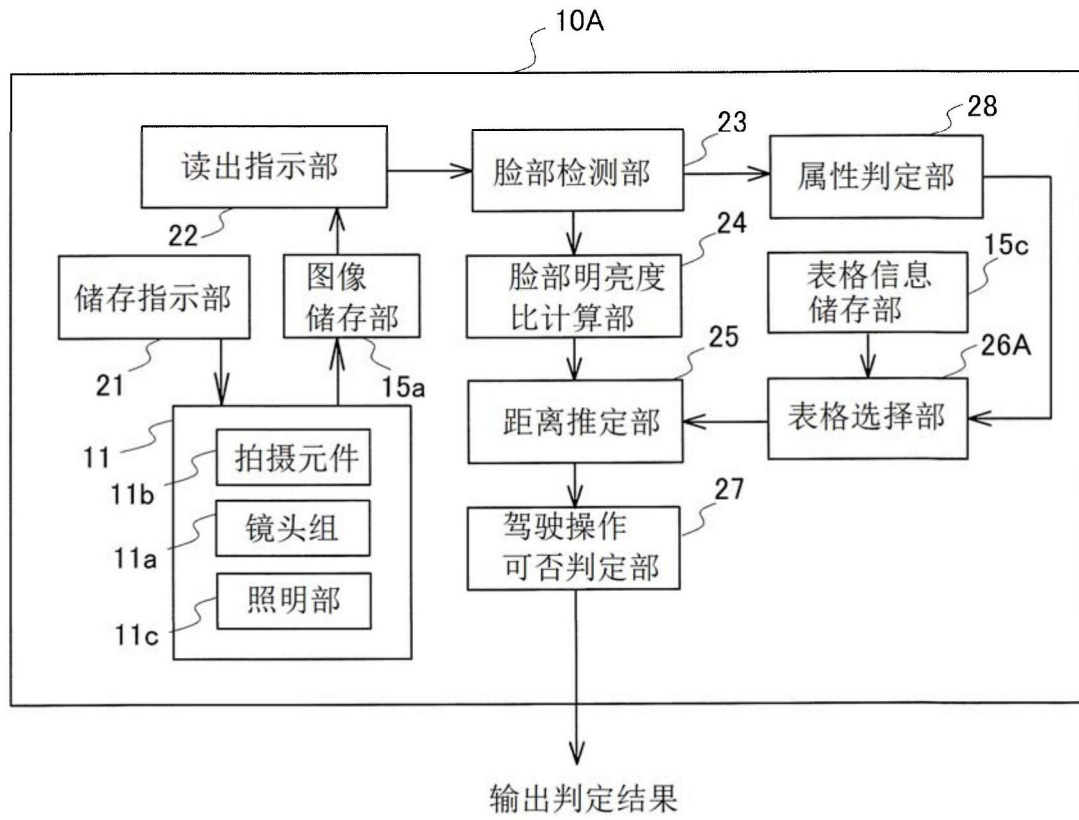 10A
读出指示部
22
脸部检测部
23
属性判定部
28
储存指示部
21
图像
储存部
15a
脸部明亮度
比计算部
24
表格信息
储存部
15c
距离推定部
25
表格选择部
26A
11
拍摄元件
11b
镜头组
11a
照明部
11c
驾驶操作
可否判定部
27
输出判定结果